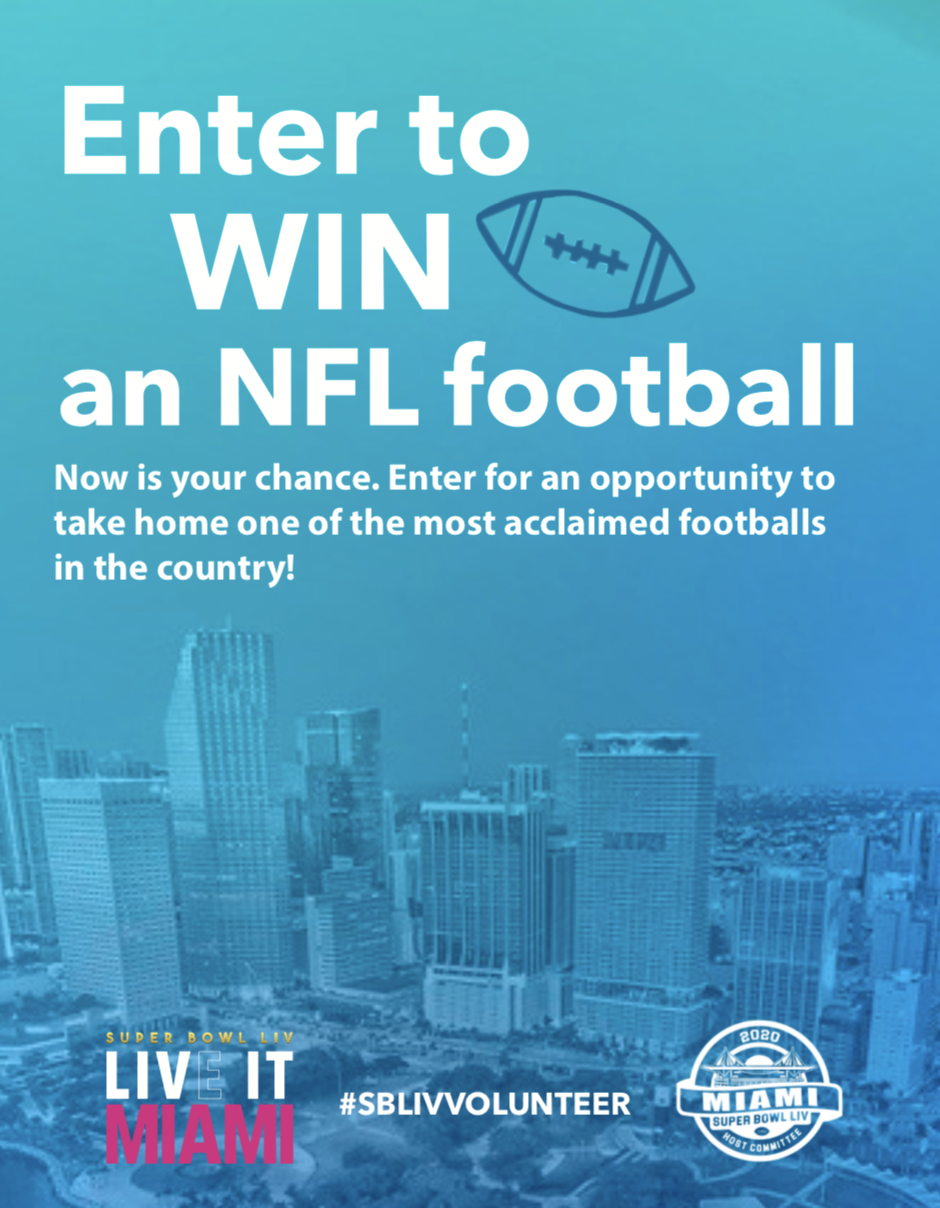 Enter to
WIN
an NFL football
Now is your chance. Enter for an opportunity to
take home one of the most acclaimed footballs
in the country!
SUPER BOWL LIV
LIVE IT
MIAMI
#SBLIVVOLUNTEER
2020
MIAMI
SUPER BOWL LIV
HOST COMMITTEE